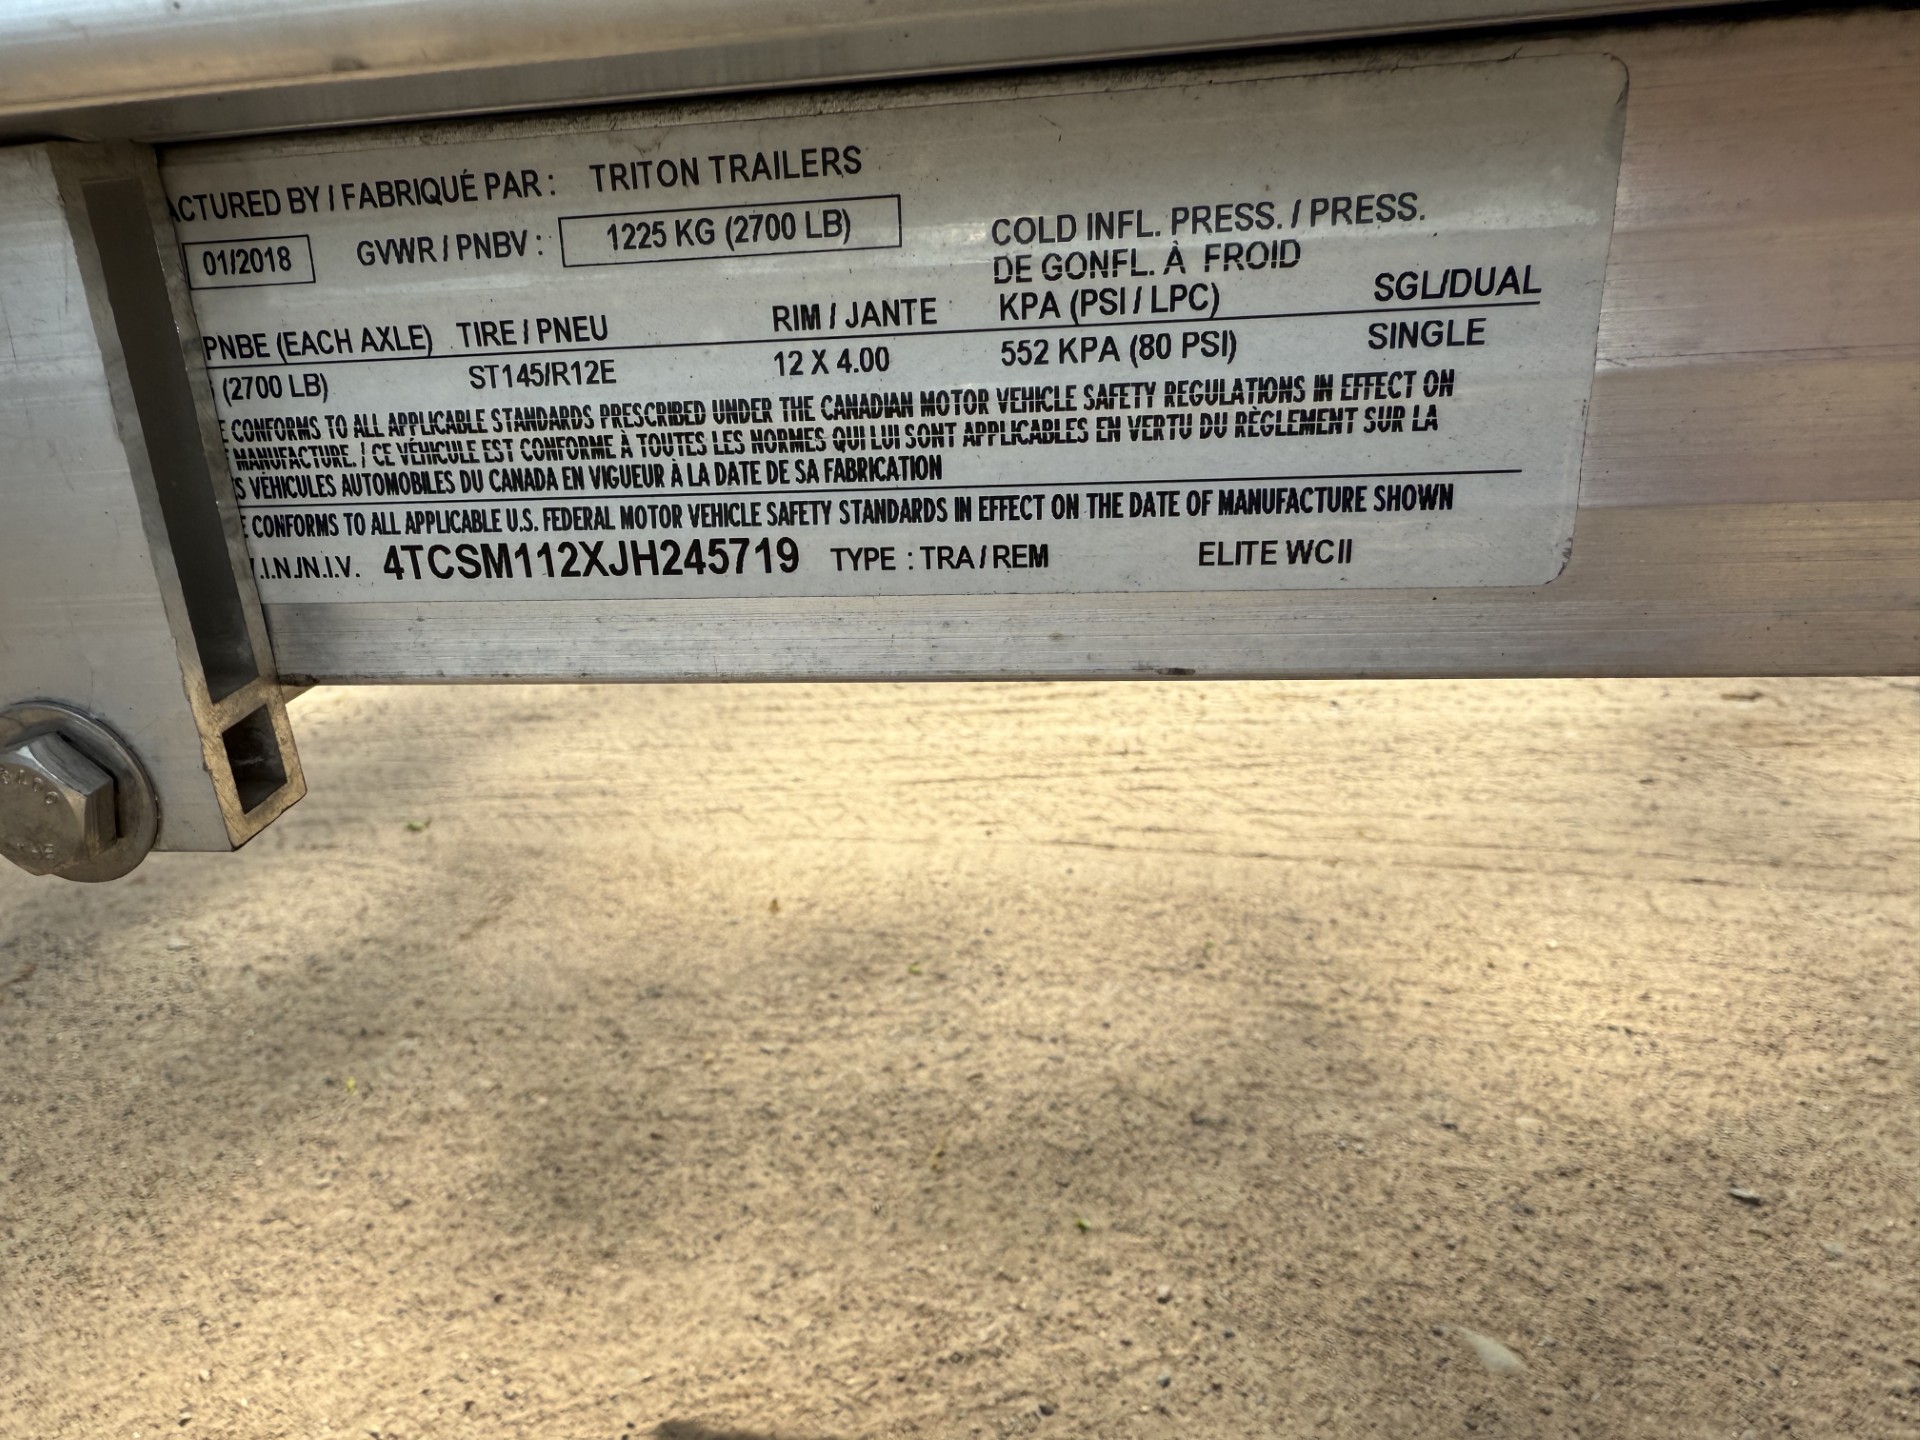 ACTURED BY / FABRIQUÉ PAR : TRITON TRAILERS
01/2018 GVWR / PNBV : 1225 KG (2700 LB)
COLD INFL. PRESS. / PRESS.
DE GONFL. À FROID
PNBE (EACH AXLE) TIRE / PNEU RIM / JANTE KPA (PSI / LPC) SGL/DUAL
(2700 LB) ST145/R12E 12 X 4.00 552 KPA (80 PSI) SINGLE
E CONFORMS TO ALL APPLICABLE STANDARDS PRESCRIBED UNDER THE CANADIAN MOTOR VEHICLE SAFETY REGULATIONS IN EFFECT ON
MANUFACTURE. / CE VÉHICULE EST CONFORME À TOUTES LES NORMES QUI LUI SONT APPLICABLES EN VERTU DU RÈGLEMENT SUR LA
S VÉHICULES AUTOMOBILES DU CANADA EN VIGUEUR À LA DATE DE SA FABRICATION
E CONFORMS TO ALL APPLICABLE U.S. FEDERAL MOTOR VEHICLE SAFETY STANDARDS IN EFFECT ON THE DATE OF MANUFACTURE SHOWN
.I.N./N.I.V. 4TCSM112XJH245719 TYPE : TRA / REM ELITE WCII